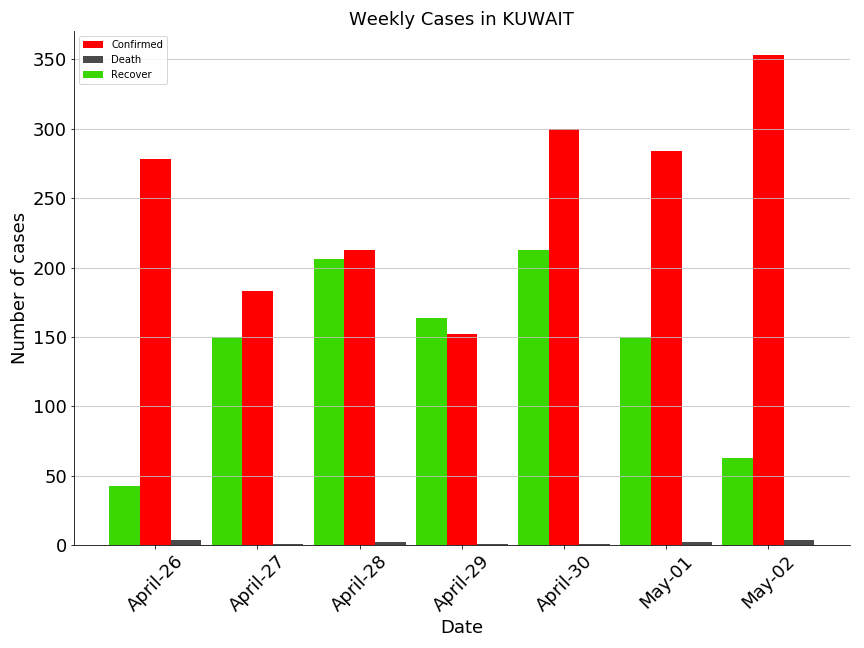 Weekly Cases in KUWAIT
Confirmed
Death
Recover
Number of cases
350
300
250
200
150
100
50
0
April-26 April-27 April-28 April-29 April-30 May-01 May-02
Date